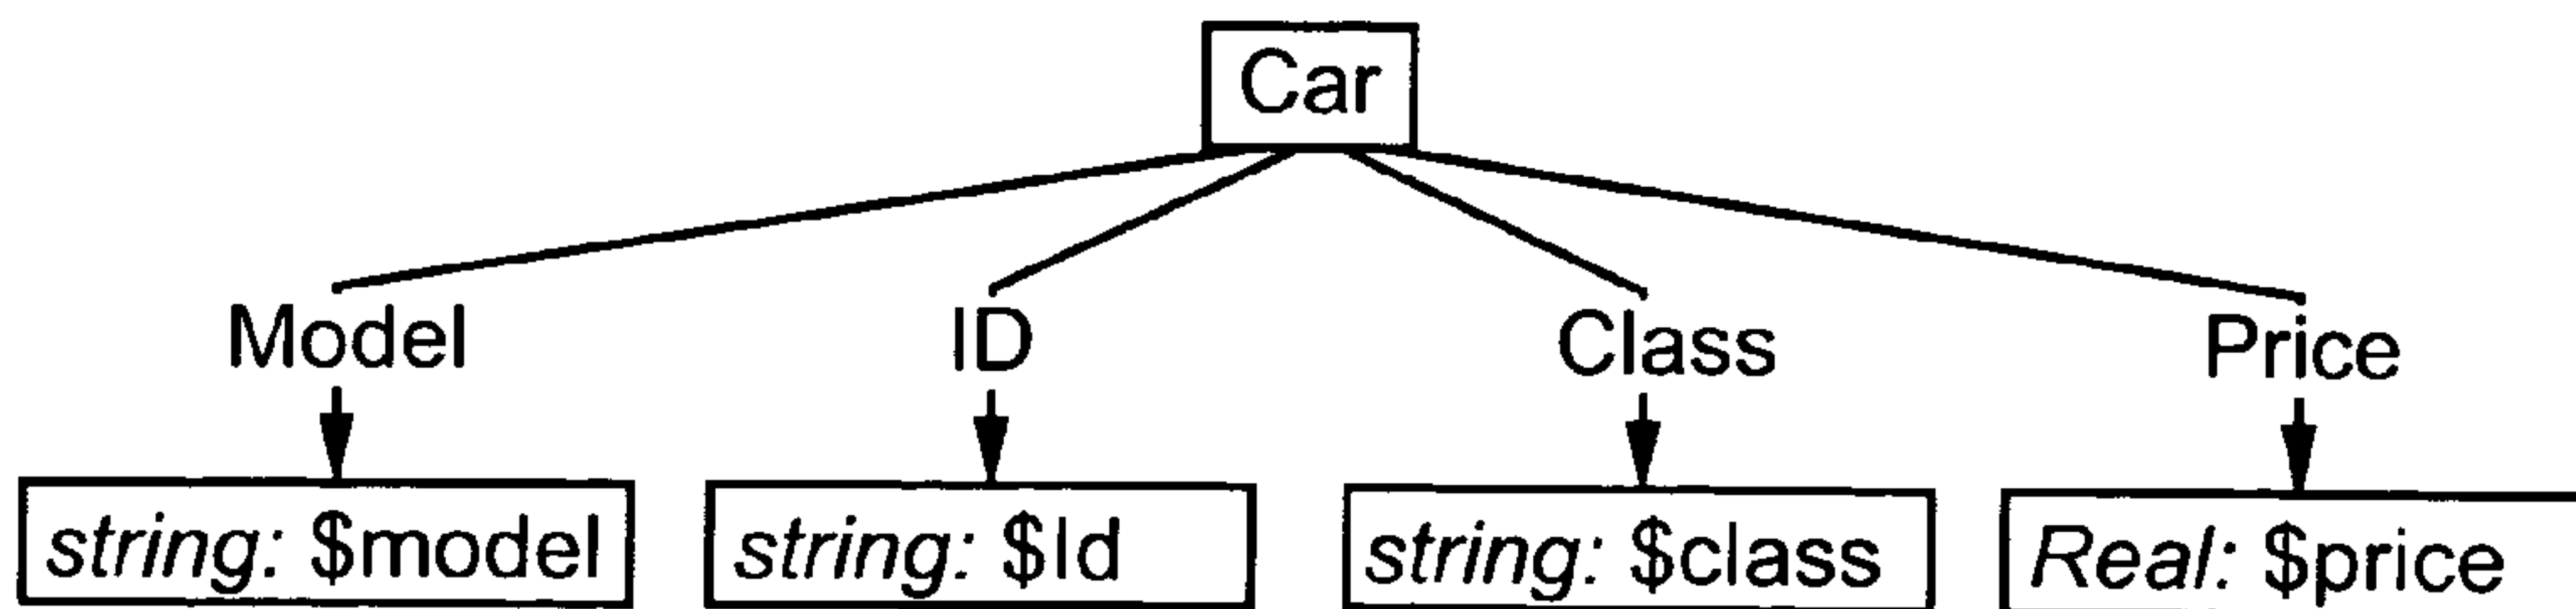 Car
Model ID Class Price
string: $model string: $Id string: $class Real: $price